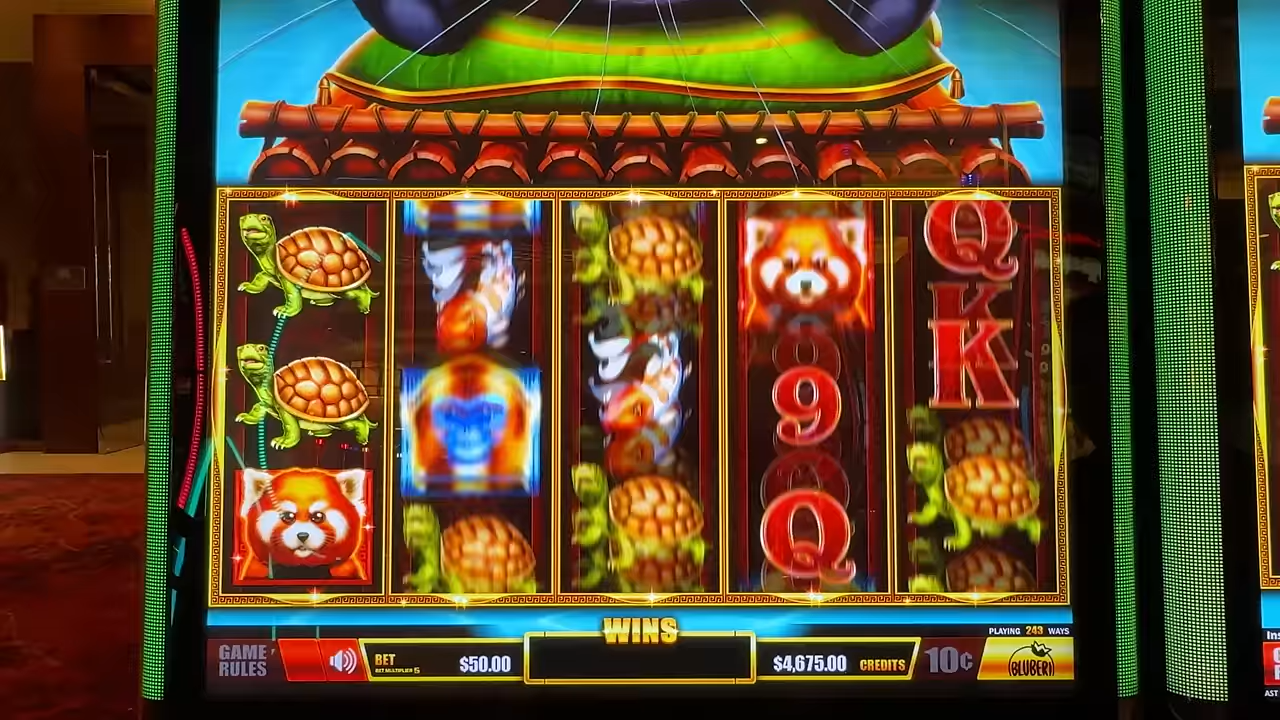 Q
K
9
Q
WINS
PLAYING 243 WAYS
GAME RULES
BET
BET MULTIPLIER 5
$50.00
$4,675.00 CREDITS
10¢
BLUBERI